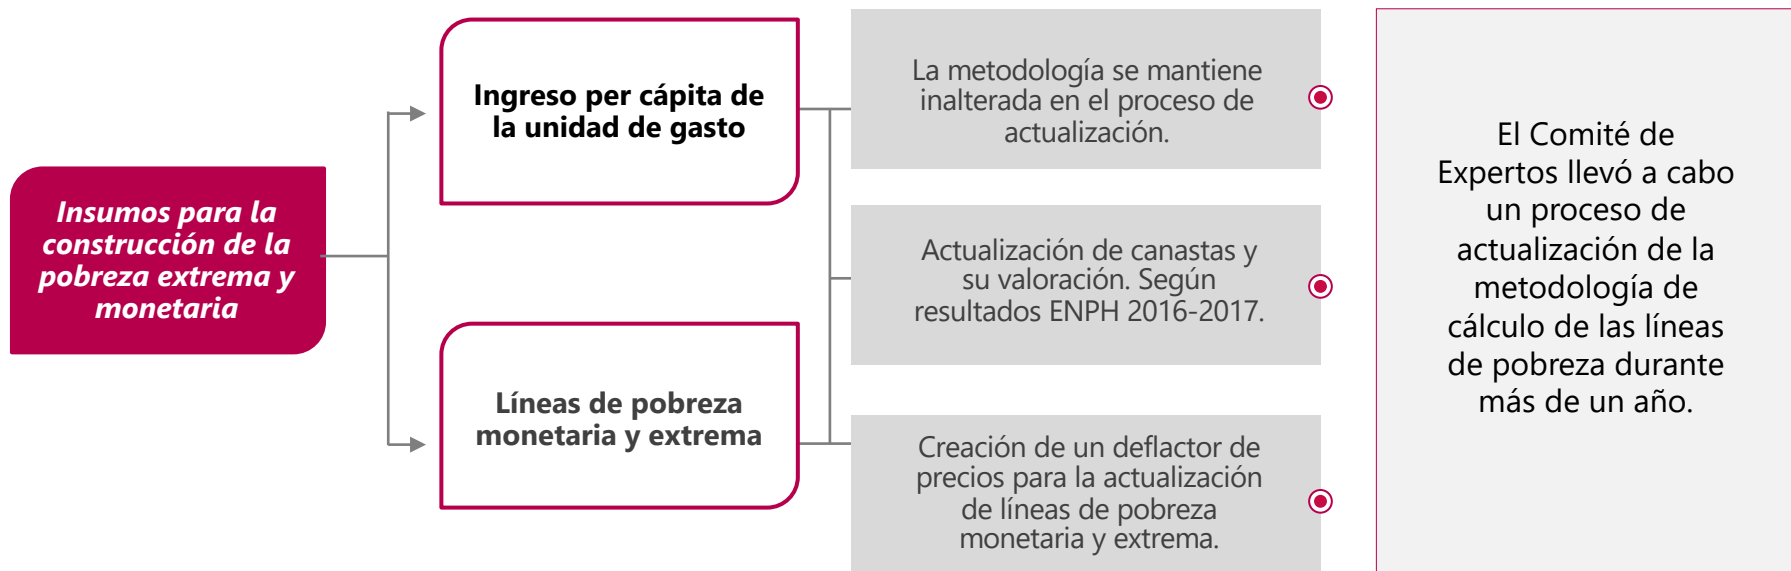 Insumos para la
construcción de la
pobreza extrema y
monetaria
Ingreso per cápita de
la unidad de gasto
Líneas de pobreza
monetaria y extrema
La metodología se mantiene
inalterada en el proceso de
actualización.
Actualización de canastas y
su valoración. Según
resultados ENPH 2016-2017.
Creación de un deflactor de
precios para la actualización
de líneas de pobreza
monetaria y extrema.
El Comité de
Expertos llevó a cabo
un proceso de
actualización de la
metodología de
cálculo de las líneas
de pobreza durante
más de un año.